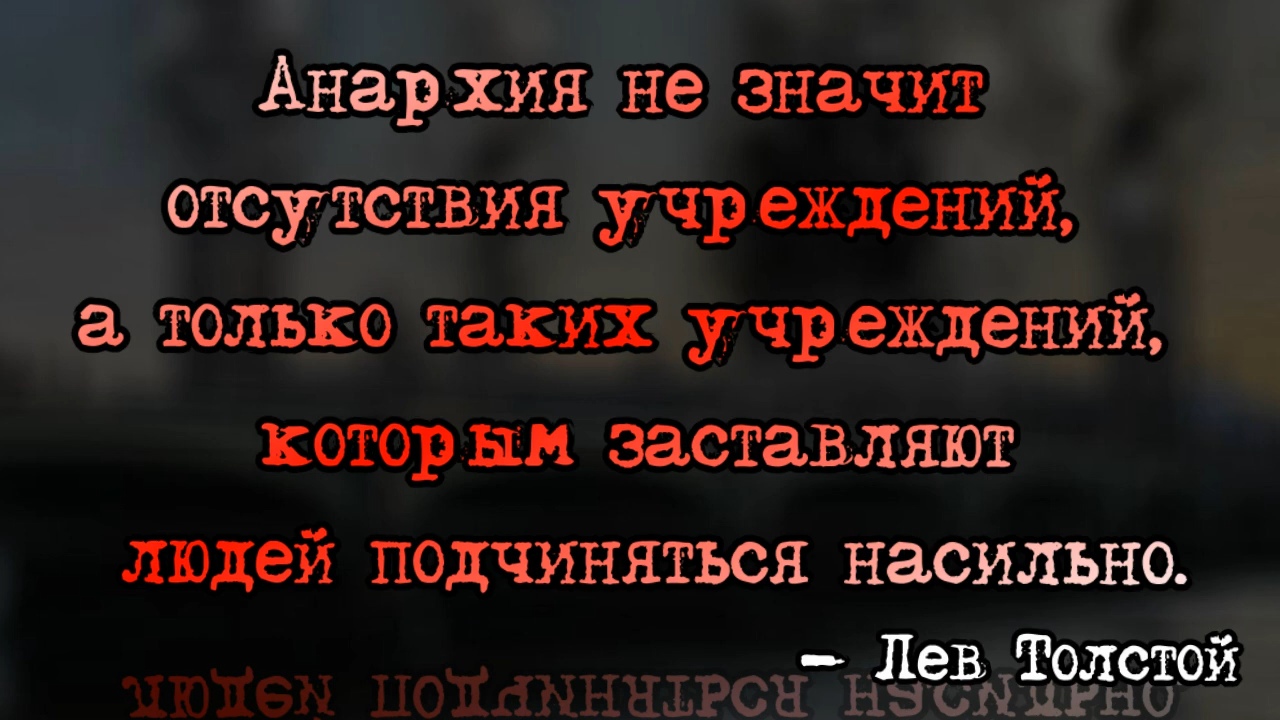 Анархия не значит
отсутствия учреждений,
а только таких учреждений,
которым заставляют
людей подчиняться насильно.
- Лев Толстой